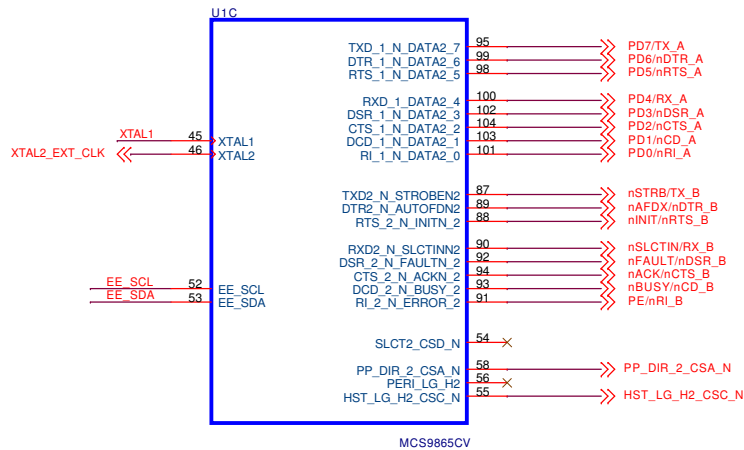 U1C
TXD_1_N_DATA2_7 95 PD7/TX_A
DTR_1_N_DATA2_6 99 PD6/nDTR_A
RTS_1_N_DATA2_5 98 PD5/nRTS_A
RXD_1_DATA2_4 100 PD4/RX_A
DSR_1_N_DATA2_3 102 PD3/nDSR_A
CTS_1_N_DATA2_2 104 PD2/nCTS_A
XTAL1 45 XTAL1 DCD_1_N_DATA2_1 103 PD1/nCD_A
XTAL2_EXT_CLK 46 XTAL2 RI_1_N_DATA2_0 101 PD0/nRI_A
TXD2_N_STROBEN2 87 nSTRB/TX_B
DTR2_N_AUTOFDN2 89 nAFDX/nDTR_B
RTS_2_N_INITN_2 88 nINIT/nRTS_B
RXD2_N_SLCTINN2 90 nSLCTIN/RX_B
DSR_2_N_FAULTN_2 92 nFAULT/nDSR_B
CTS_2_N_ACKN_2 94 nACK/nCTS_B
EE_SCL 52 EE_SCL DCD_2_N_BUSY_2 93 nBUSY/nCD_B
EE_SDA 53 EE_SDA RI_2_N_ERROR_2 91 PE/nRI_B
SLCT2_CSD_N 54
PP_DIR_2_CSA_N 58 PP_DIR_2_CSA_N
PERI_LG_H2 56
HST_LG_H2_CSC_N 55 HST_LG_H2_CSC_N
MCS9865CV